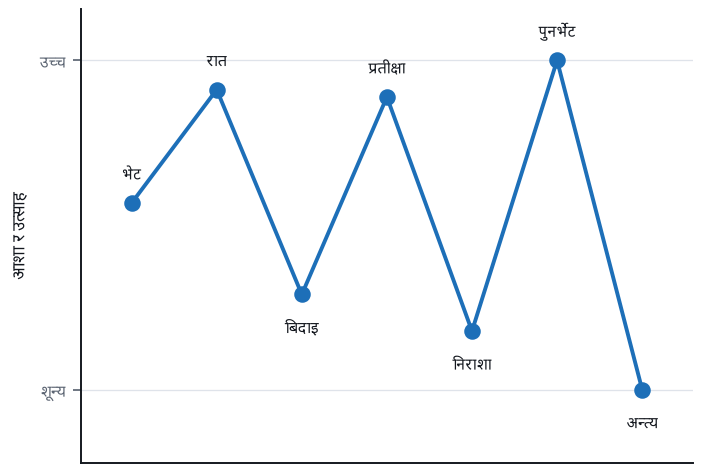 पुनर्भेट
उच्च
रात
प्रतीक्षा
भेट
आशा र उत्साह
बिदाइ
निराशा
शून्य
अन्त्य